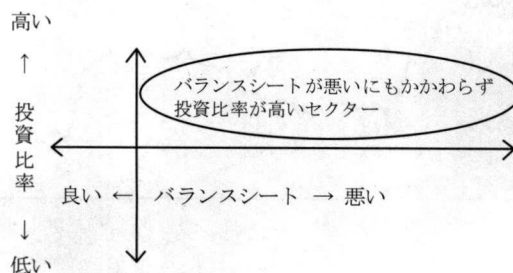 高い
↑
投資比率
↓
低い
バランスシートが悪いにもかかわらず
投資比率が高いセクター
良い ← バランスシート → 悪い